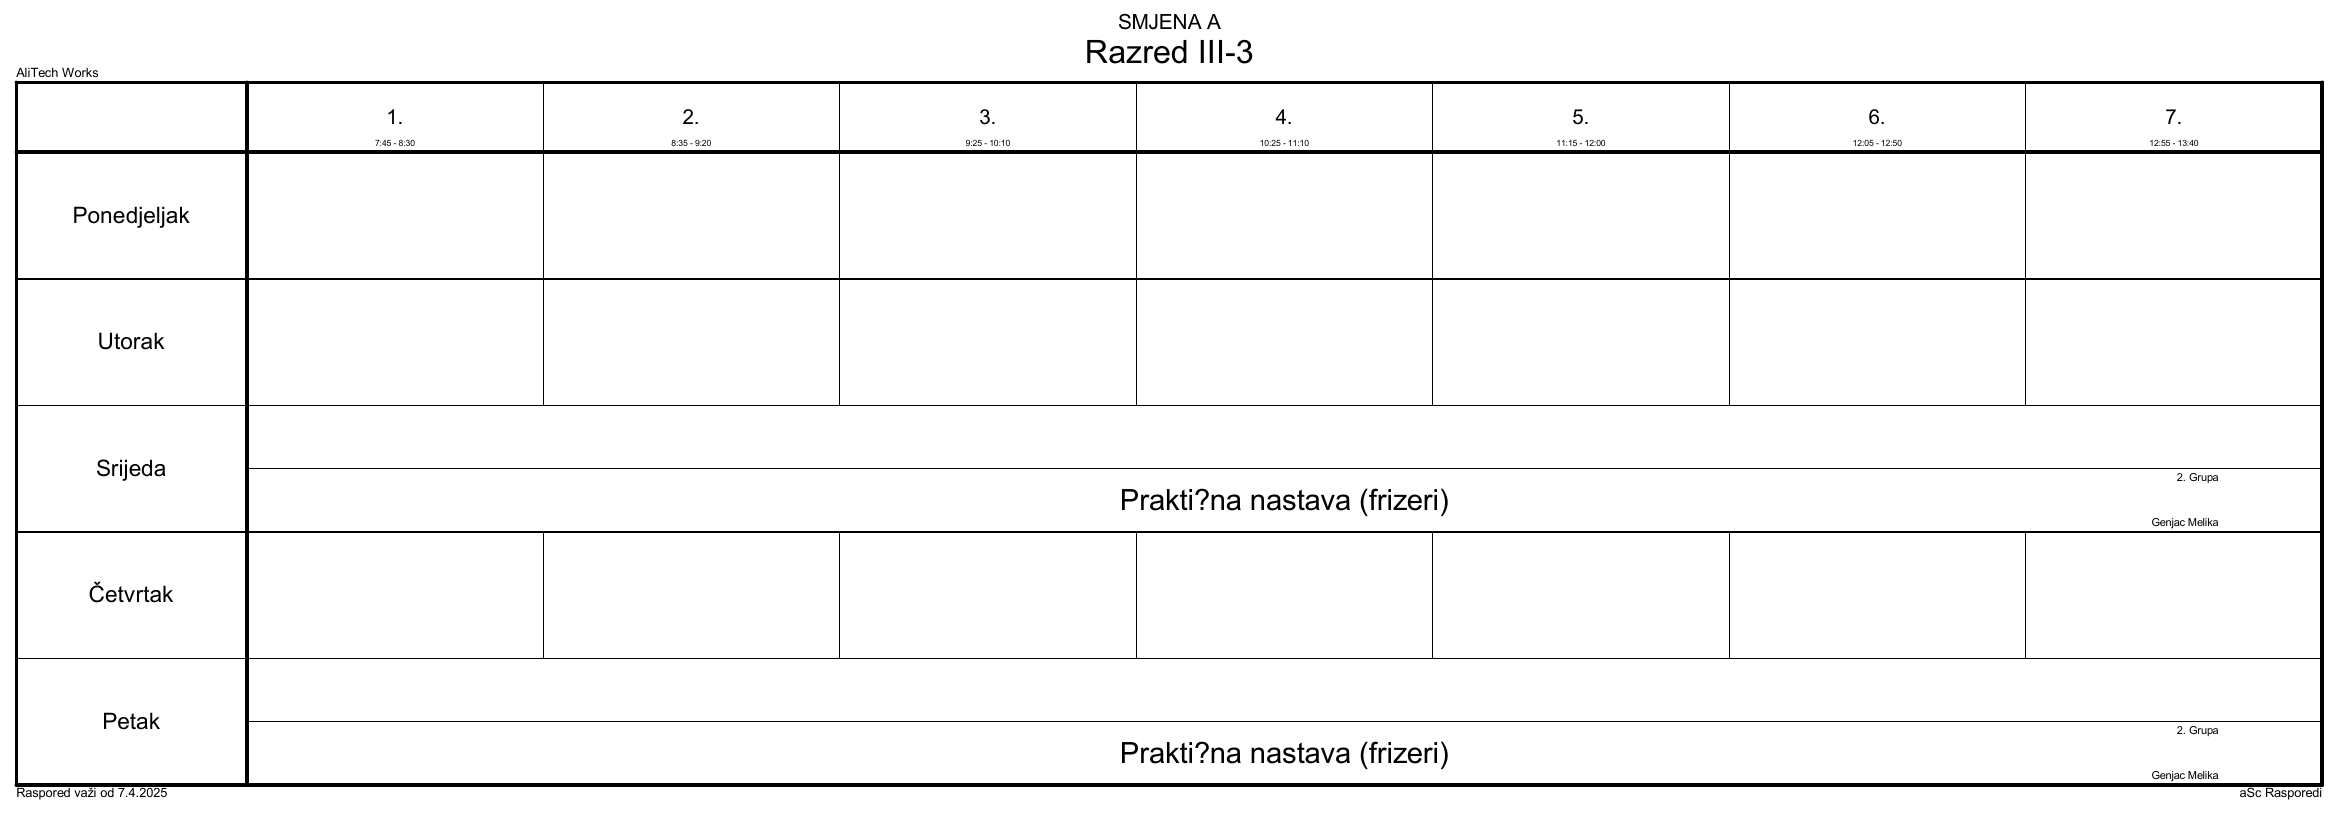 SMJENA A
Razred III-3
AliTech Works
1. 2. 3. 4. 5. 6. 7.
7:45 - 8:30 8:35 - 9:20 9:25 - 10:10 10:25 - 11:10 11:15 - 12:00 12:05 - 12:50 12:55 - 13:40
Ponedjeljak
Utorak
Srijeda
2. Grupa
Prakti?na nastava (frizeri)
Genjac Melika
Četvrtak
Petak
2. Grupa
Prakti?na nastava (frizeri)
Genjac Melika
Raspored važi od 7.4.2025 aSc Rasporedi